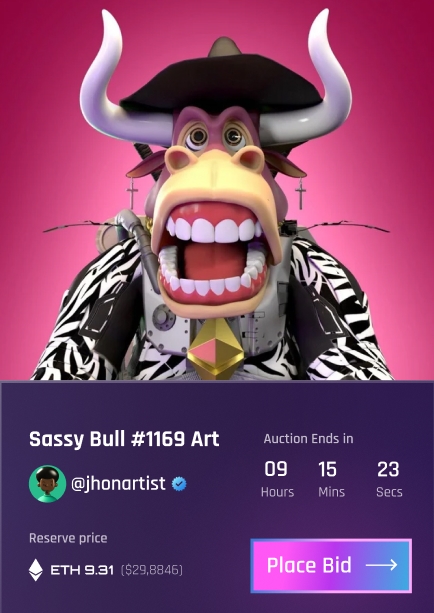 Sassy Bull #1169 Art
@jhonartist
Auction Ends in
09 15 23
Hours Mins Secs
Reserve price
ETH 9.31 ($29,8846)
Place Bid